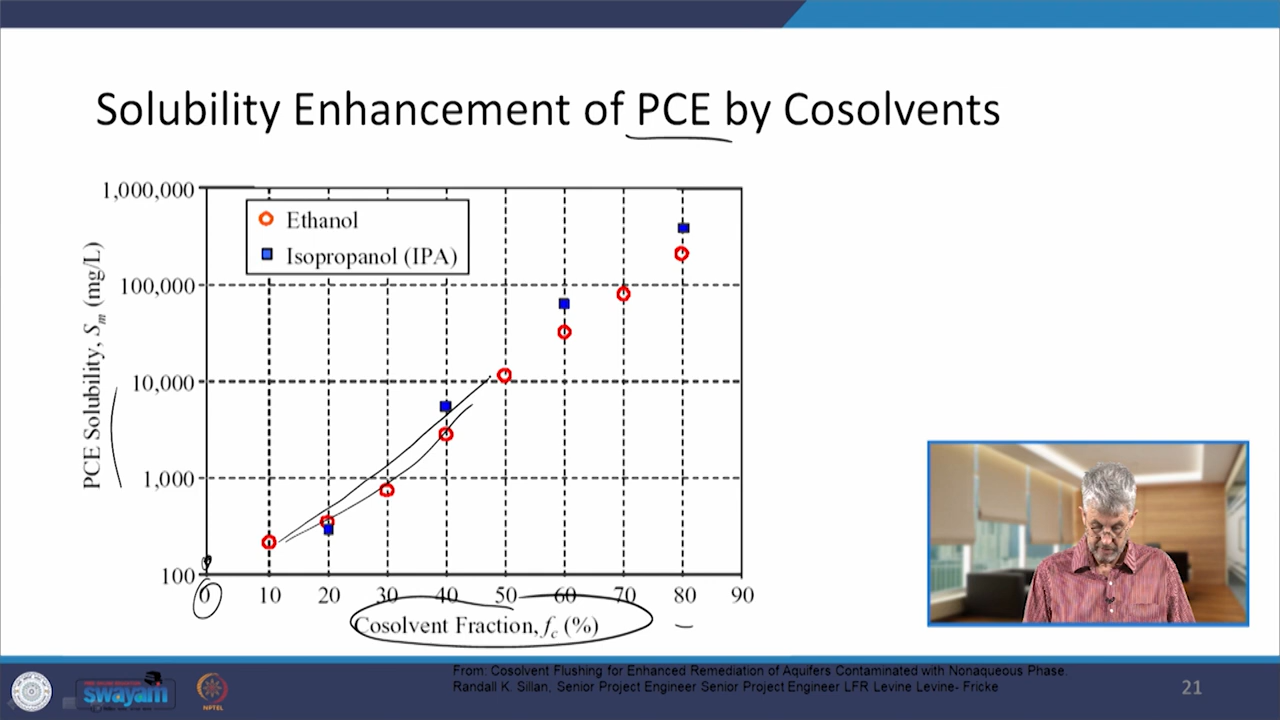 Solubility Enhancement of PCE by Cosolvents
1,000,000
100,000
10,000
1,000
100
PCE Solubility, Sm (mg/L)
Ethanol
Isopropanol (IPA)
0 10 20 30 40 50 60 70 80 90
Cosolvent Fraction, fc (%)
From: Cosolvent Flushing for Enhanced Remediation of Aquifers Contaminated with Nonaqueous Phase.
Randall K. Sillan, Senior Project Engineer Senior Project Engineer LFR Levine Levine- Fricke
swayam
NPTEL
21